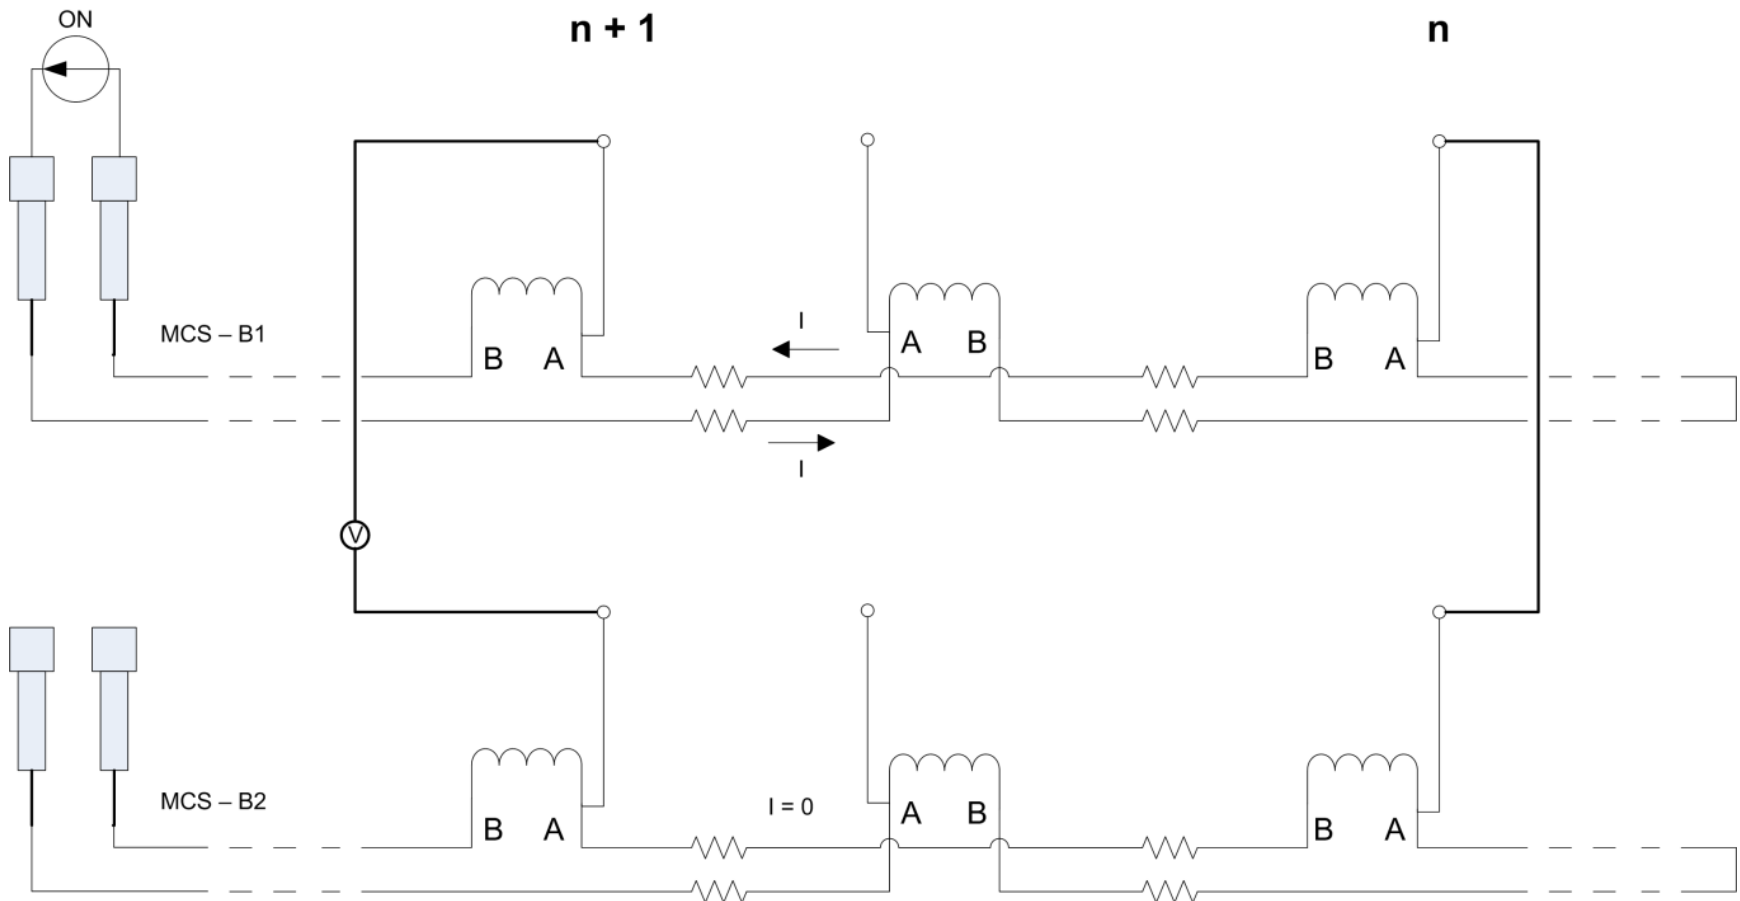 ON
n + 1
n
I
MCS – B1
B A
A B
B A
I
V
MCS – B2
I = 0
B A
A B
B A